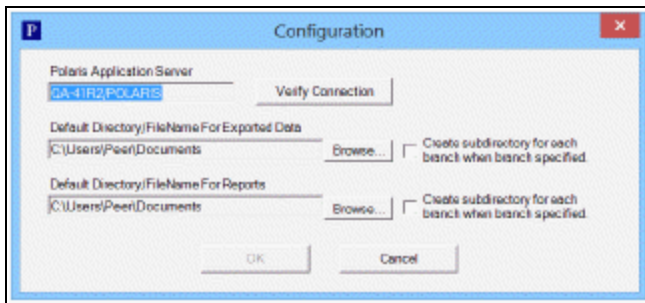 P
Configuration
Polaris Application Server
QA-41R2/POLARIS
Verify Connection
Default Directory/FileName For Exported Data
C:\Users\Peer\Documents
Browse...
Create subdirectory for each
branch when branch specified.
Default Directory/FileName For Reports
C:\Users\Peer\Documents
Browse...
Create subdirectory for each
branch when branch specified.
OK
Cancel